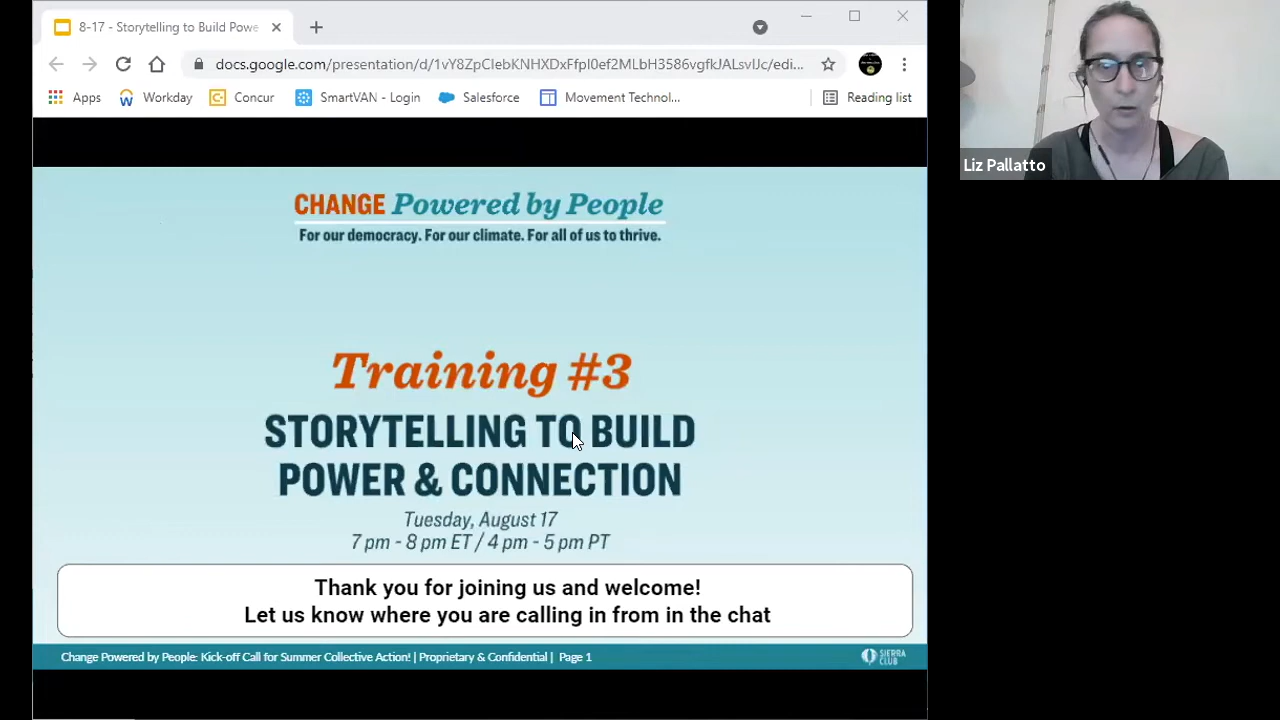 8-17 - Storytelling to Build Powe
docs.google.com/presentation/d/1vY8ZpClebKNHXDxFfpI0ef2MLbH3586vgfkJALsvIJc/edi...
Apps Workday Concur SmartVAN - Login Salesforce Movement Technol... Reading list
Liz Pallatto
CHANGE Powered by People
For our democracy. For our climate. For all of us to thrive.
Training #3
STORYTELLING TO BUILD
POWER & CONNECTION
Tuesday, August 17
7 pm - 8 pm ET / 4 pm - 5 pm PT
Thank you for joining us and welcome!
Let us know where you are calling in from in the chat
Change Powered by People: Kick-off Call for Summer Collective Action! | Proprietary & Confidential | Page 1
SIERRA
CLUB